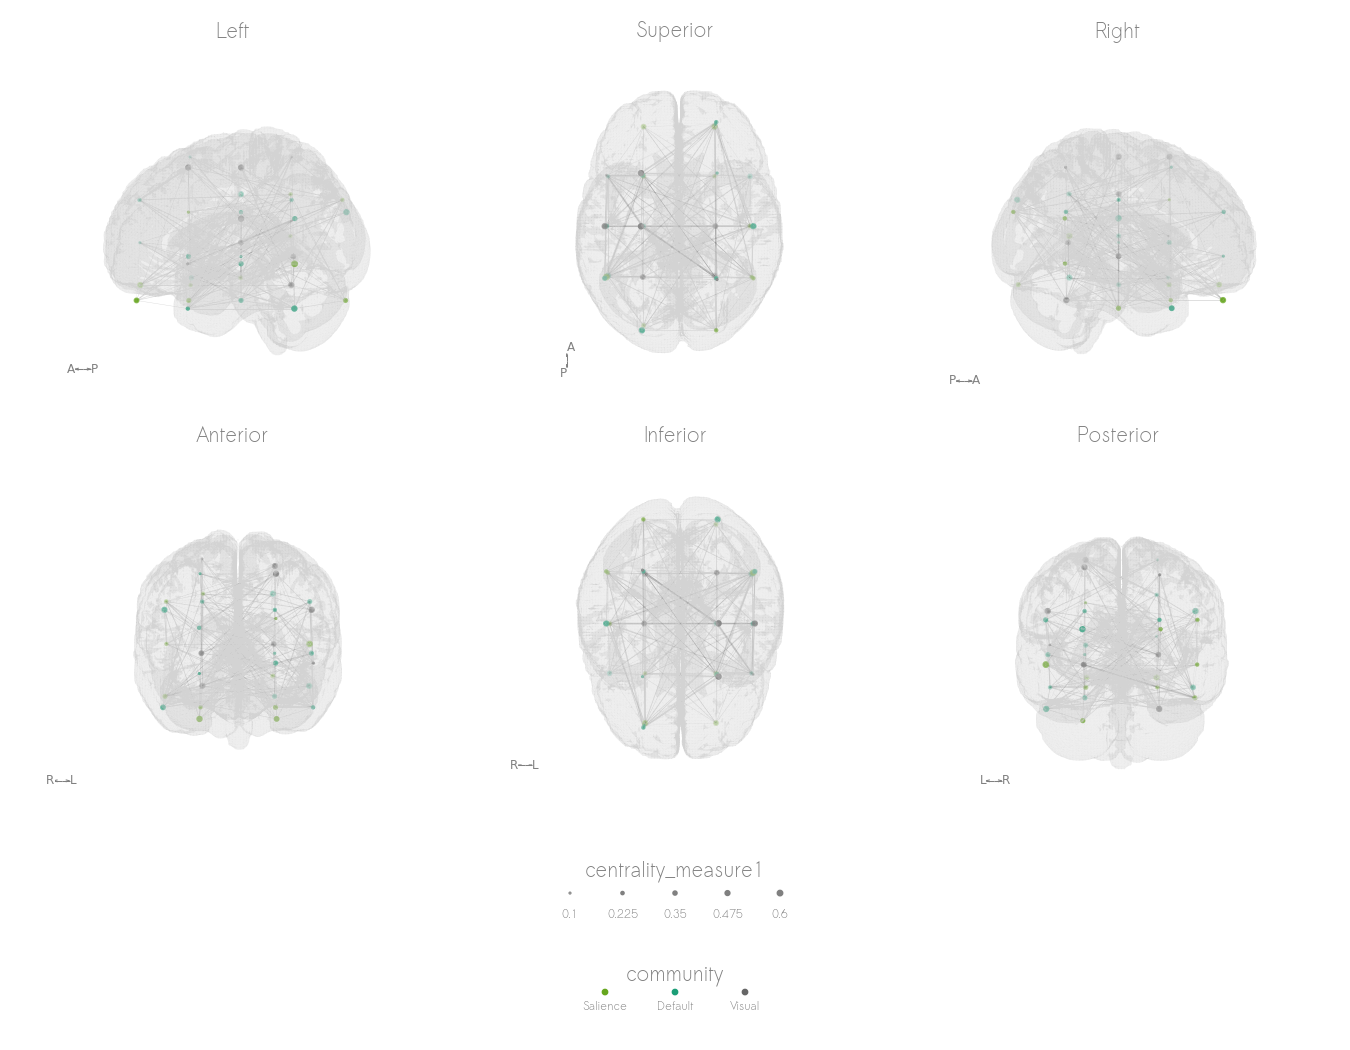 Left
Superior
Right
A P
A
P
P A
Anterior
Inferior
Posterior
R L
R L
L R
centrality_measure1
0.1 0.225 0.35 0.475 0.6
community
Salience Default Visual